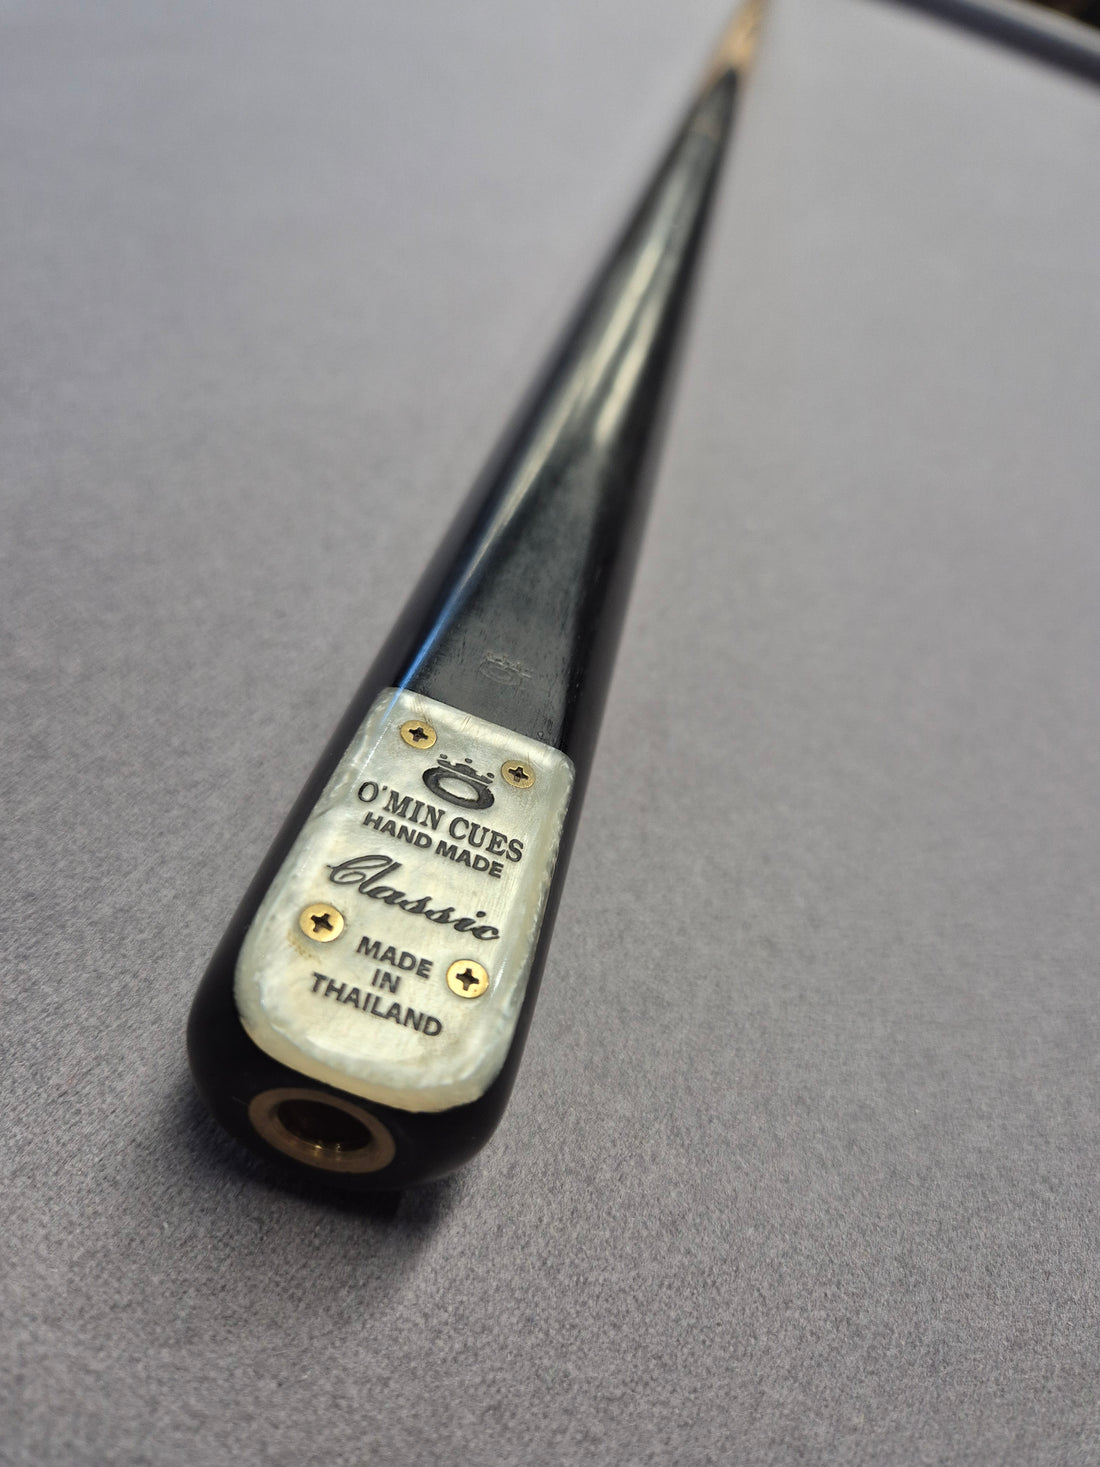 O'MIN CUES
HAND MADE
Classic
MADE
IN
THAILAND